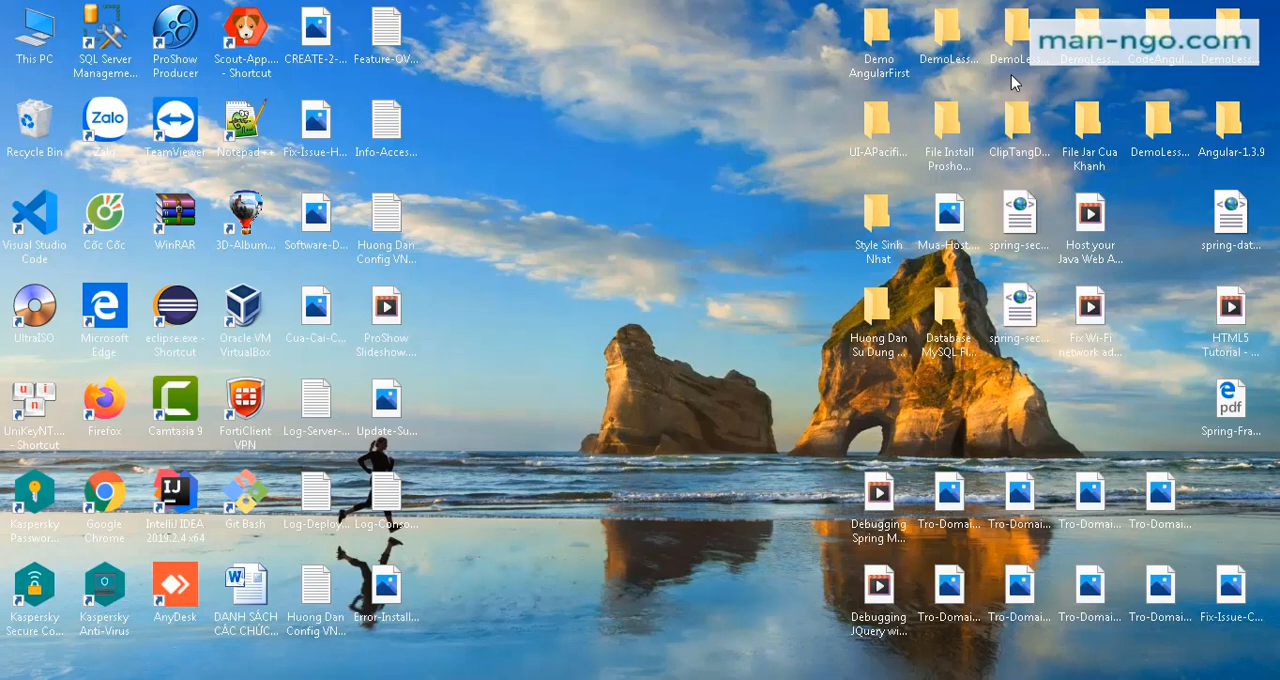 This PC
SQL Server
Manageme...
ProShow
Producer
Scout-App....
- Shortcut
CREATE-2-...
Feature-OV...
Demo
AngularFirst
DemoLess...
DemoLess...
DemoLess...
CodeAngul...
DemoLess...
man-ngo.com
Recycle Bin
Zalo
Zalo
TeamViewer
Notepad++
Fix-Issue-H...
Info-Acces...
UI-APacifi...
File Install
Prosho...
ClipTangD...
File Jar Cua
Khanh
DemoLess...
Angular-1.3.9
Visual Studio
Code
Cốc Cốc
WinRAR
3D-Album...
Software-D...
Huong Dan
Config VN...
Style Sinh
Nhat
Mua-Host...
spring-sec...
Host your
Java Web A...
spring-dat...
UltraISO
Microsoft
Edge
eclipse.exe -
Shortcut
Oracle VM
VirtualBox
Cua-Cai-C...
ProShow
Slideshow....
Huong Dan
Su Dung ...
Database
MySQL Fl...
spring-sec...
Fix Wi-Fi
network ad...
HTML5
Tutorial - ...
u i
n
UniKeyNT....
- Shortcut
Firefox
Camtasia 9
FortiClient
VPN
Log-Server-...
Update-Su...
pdf
Spring-Fra...
Kaspersky
Passwor...
Google
Chrome
IJ
IntelliJ IDEA
2019.2.4 x64
Git Bash
Log-Deploy...
Log-Conso...
Debugging
Spring M...
Tro-Domai...
Tro-Domai...
Tro-Domai...
Tro-Domai...
Kaspersky
Secure Co...
Kaspersky
Anti-Virus
AnyDesk
W
DANH SÁCH
CÁC CHỨC...
Huong Dan
Config VN...
Error-Install...
Debugging
JQuery wi...
Tro-Domai...
Tro-Domai...
Tro-Domai...
Tro-Domai...
Fix-Issue-C...